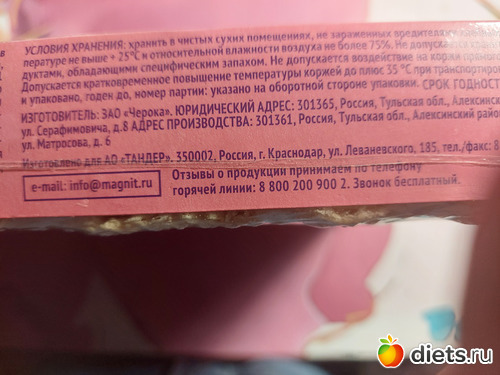 УСЛОВИЯ ХРАНЕНИЯ: хранить в чистых сухих помещениях, не зараженных вредителями
пературе не выше + 25°С и относительной влажности воздуха не более 75%. Не допускается
дуктами, обладающими специфическим запахом. Не допускается воздействие на коржи
Допускается кратковременное повышение температуры коржей до плюс 35 °С при
и упаковано, годен до, номер партии: указано на оборотной стороне упаковки. СРОК ГОДНОСТ
ИЗГОТОВИТЕЛЬ: ЗАО «Черока». ЮРИДИЧЕСКИЙ АДРЕС: 301365, Россия, Тульская обл., Алексинский
ул. Серафимовича, д.8 АДРЕС ПРОИЗВОДСТВА: 301361, Россия, Тульская обл., Алексинский рай
ул. Матросова, д. 6
Изготовлено для АО «ТАНДЕР», 350002, Россия, г. Краснодар, ул. Леваневского, 185, тел./факс: 8
e-mail: info@magnit.ru
Отзывы о продукции принимаем по телефону
горячей линии: 8 800 200 900 2. Звонок бесплатный.
diets.ru